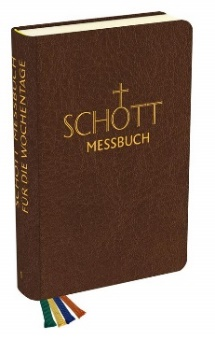 SCHOTT
MESSBUCH
SCHOTT-MESSBUCH
FÜR DIE WOCHENTAGE